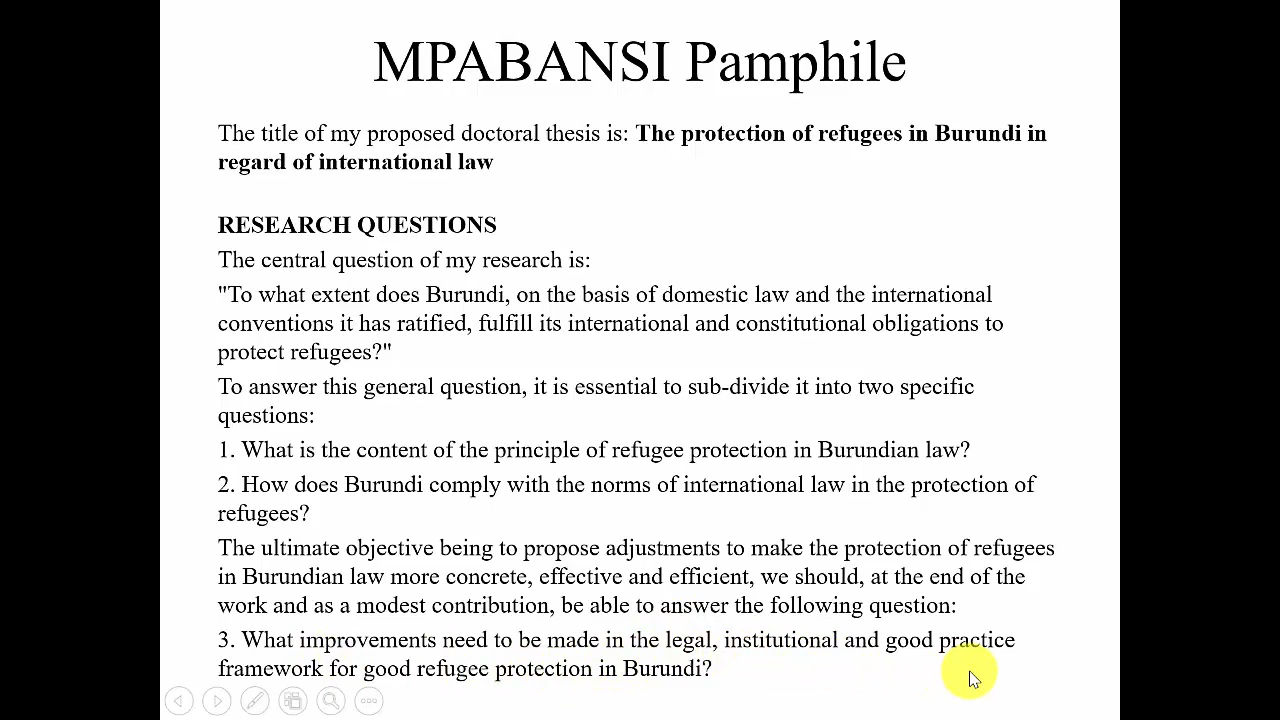 MPABANSI Pamphile
The title of my proposed doctoral thesis is: The protection of refugees in Burundi in
regard of international law
RESEARCH QUESTIONS
The central question of my research is:
"To what extent does Burundi, on the basis of domestic law and the international
conventions it has ratified, fulfill its international and constitutional obligations to
protect refugees?"
To answer this general question, it is essential to sub-divide it into two specific
questions:
1. What is the content of the principle of refugee protection in Burundian law?
2. How does Burundi comply with the norms of international law in the protection of
refugees?
The ultimate objective being to propose adjustments to make the protection of refugees
in Burundian law more concrete, effective and efficient, we should, at the end of the
work and as a modest contribution, be able to answer the following question:
3. What improvements need to be made in the legal, institutional and good practice
framework for good refugee protection in Burundi?